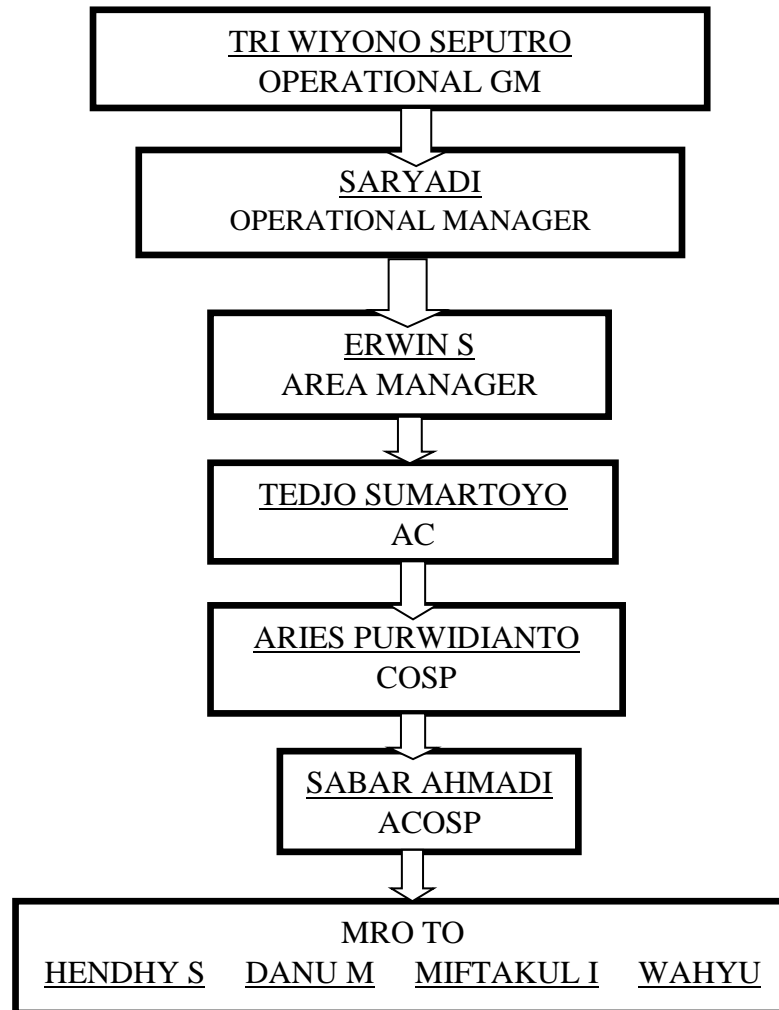 TRI WIYONO SEPUTRO
OPERATIONAL GM
SARYADI
OPERATIONAL MANAGER
ERWIN S
AREA MANAGER
TEDJO SUMARTOYO
AC
ARIES PURWIDIANTO
COSP
SABAR AHMADI
ACOSP
MRO TO
HENDHY S DANU M MIFTAKUL I WAHYU